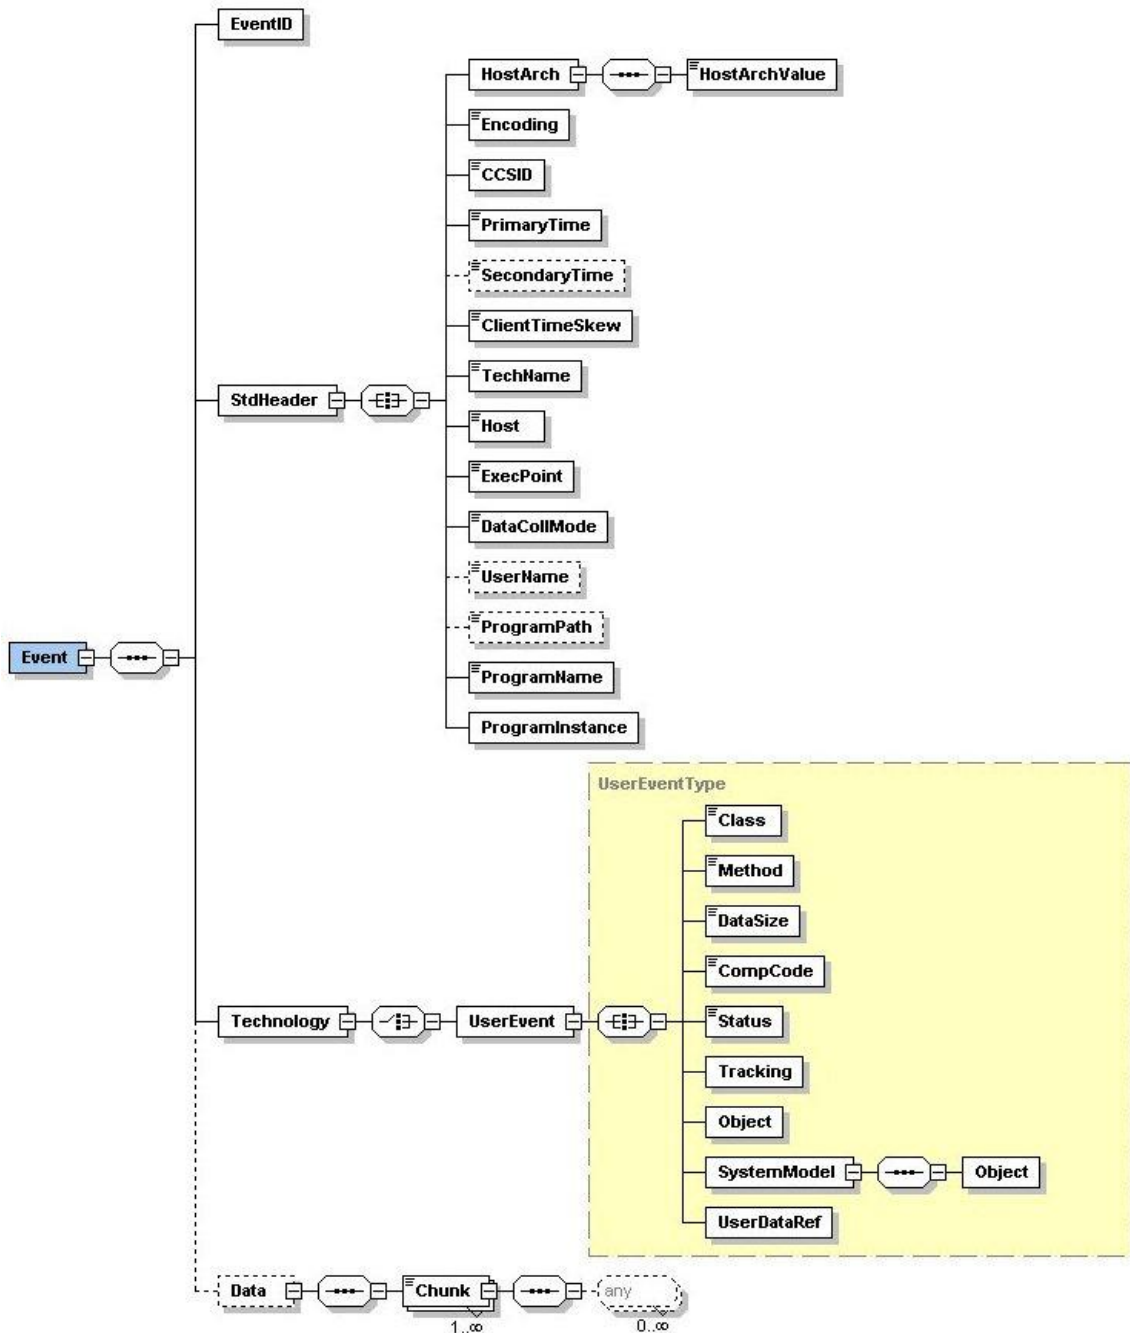 EventID
HostArch
HostArchValue
Encoding
CCSID
PrimaryTime
SecondaryTime
ClientTimeSkew
TechName
StdHeader
Host
ExecPoint
DataCollMode
UserName
ProgramPath
Event
ProgramName
ProgramInstance
UserEventType
Class
Method
DataSize
CompCode
Technology
UserEvent
Status
Tracking
Object
SystemModel
Object
UserDataRef
Data
Chunk
any
1..∞
0..∞